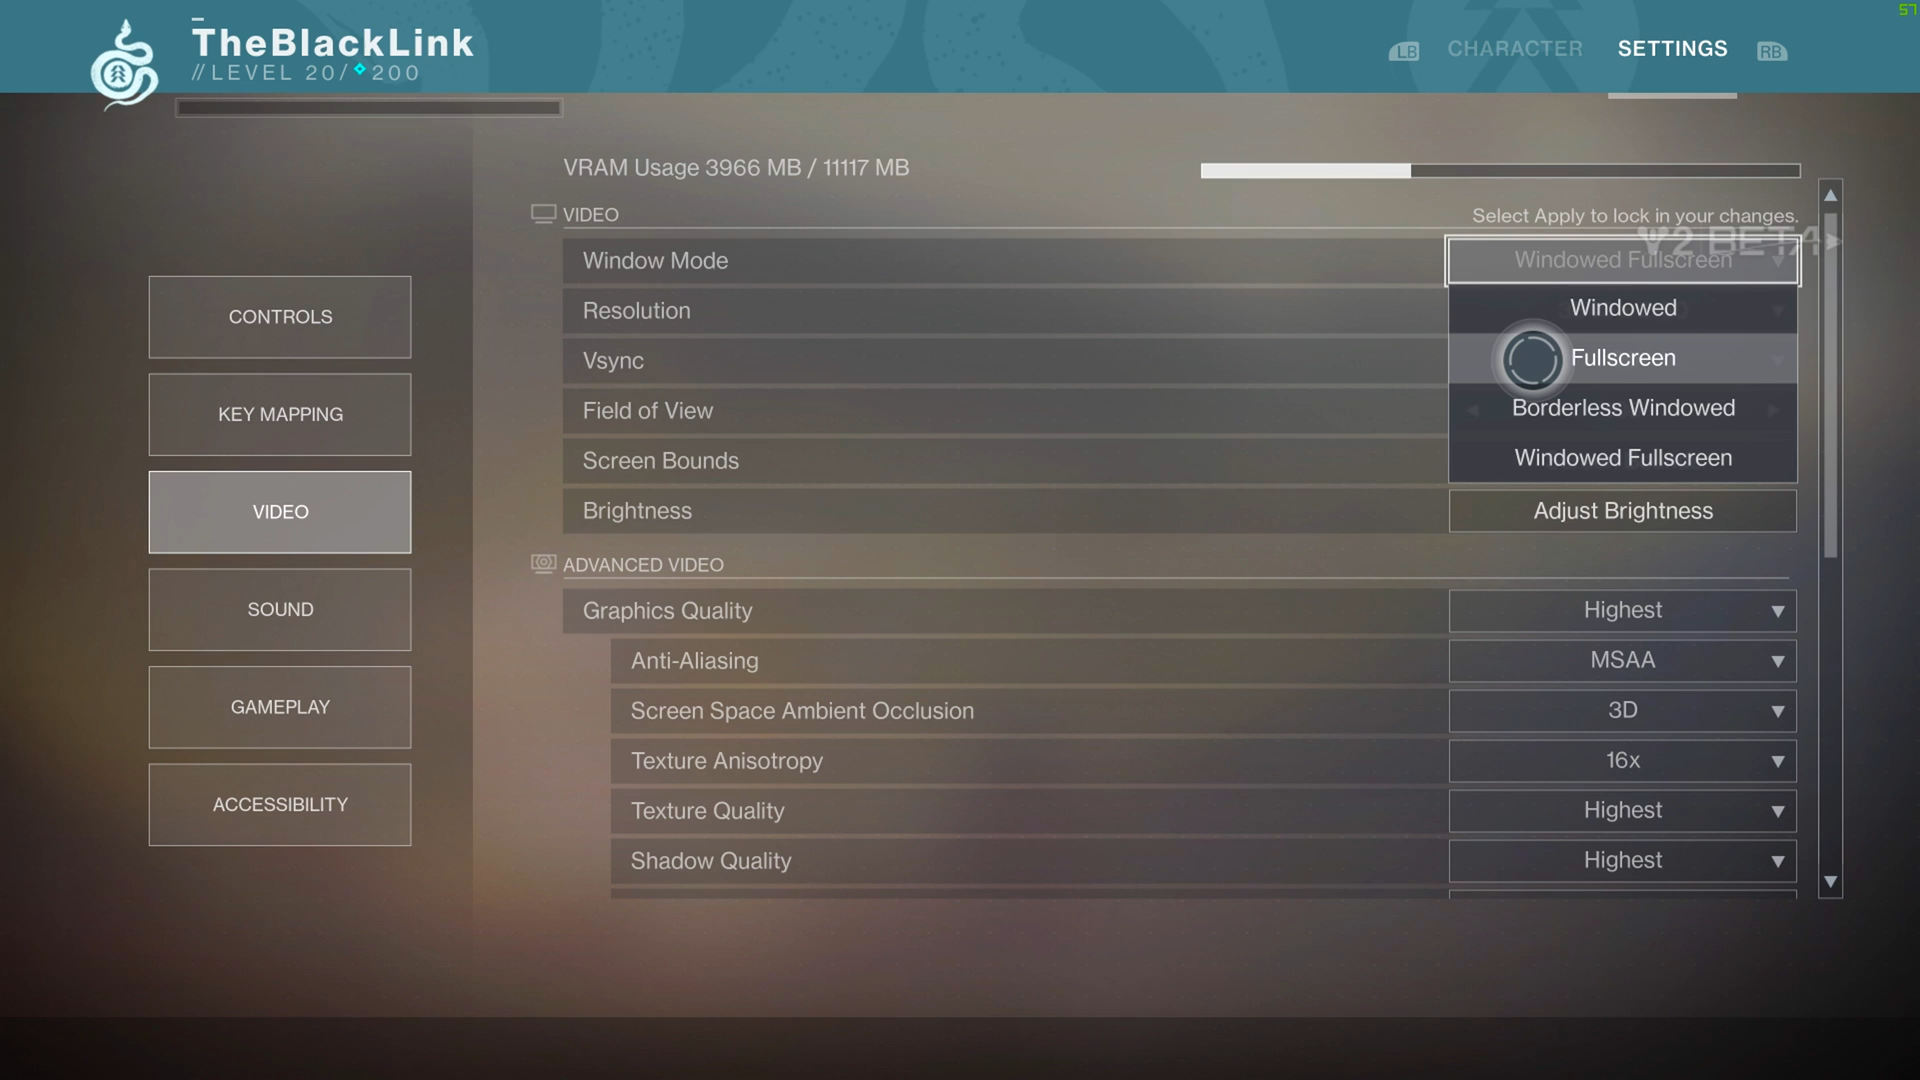 57
TheBlackLink
//LEVEL 20/200
LB
CHARACTER
SETTINGS
RB
VRAM Usage 3966 MB / 11117 MB
VIDEO
Select Apply to lock in your changes.
Window Mode
Windowed Fullscreen
Resolution
Windowed
Vsync
Fullscreen
Field of View
Borderless Windowed
Screen Bounds
Windowed Fullscreen
Brightness
Adjust Brightness
CONTROLS
KEY MAPPING
VIDEO
SOUND
GAMEPLAY
ACCESSIBILITY
ADVANCED VIDEO
Graphics Quality
Highest
Anti-Aliasing
MSAA
Screen Space Ambient Occlusion
3D
Texture Anisotropy
16x
Texture Quality
Highest
Shadow Quality
Highest